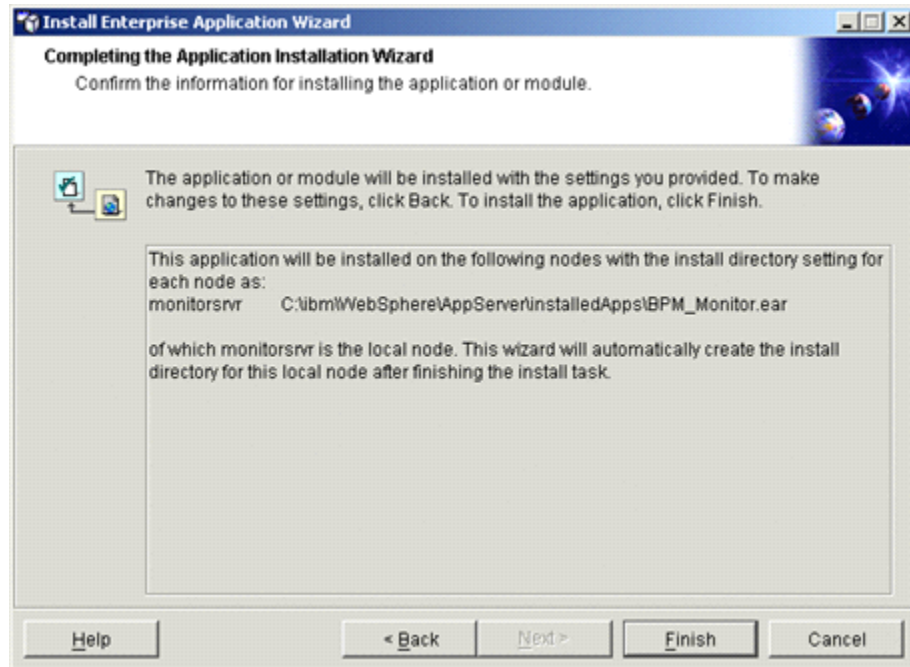 Install Enterprise Application Wizard
Completing the Application Installation Wizard
Confirm the information for installing the application or module.
The application or module will be installed with the settings you provided. To make
changes to these settings, click Back. To install the application, click Finish.
This application will be installed on the following nodes with the install directory setting for
each node as:
monitorsrvr C:\ibm\WebSphere\AppServer\installedApps\BPM_Monitor.ear
of which monitorsrvr is the local node. This wizard will automatically create the install
directory for this local node after finishing the install task.
Help < Back Next > Finish Cancel